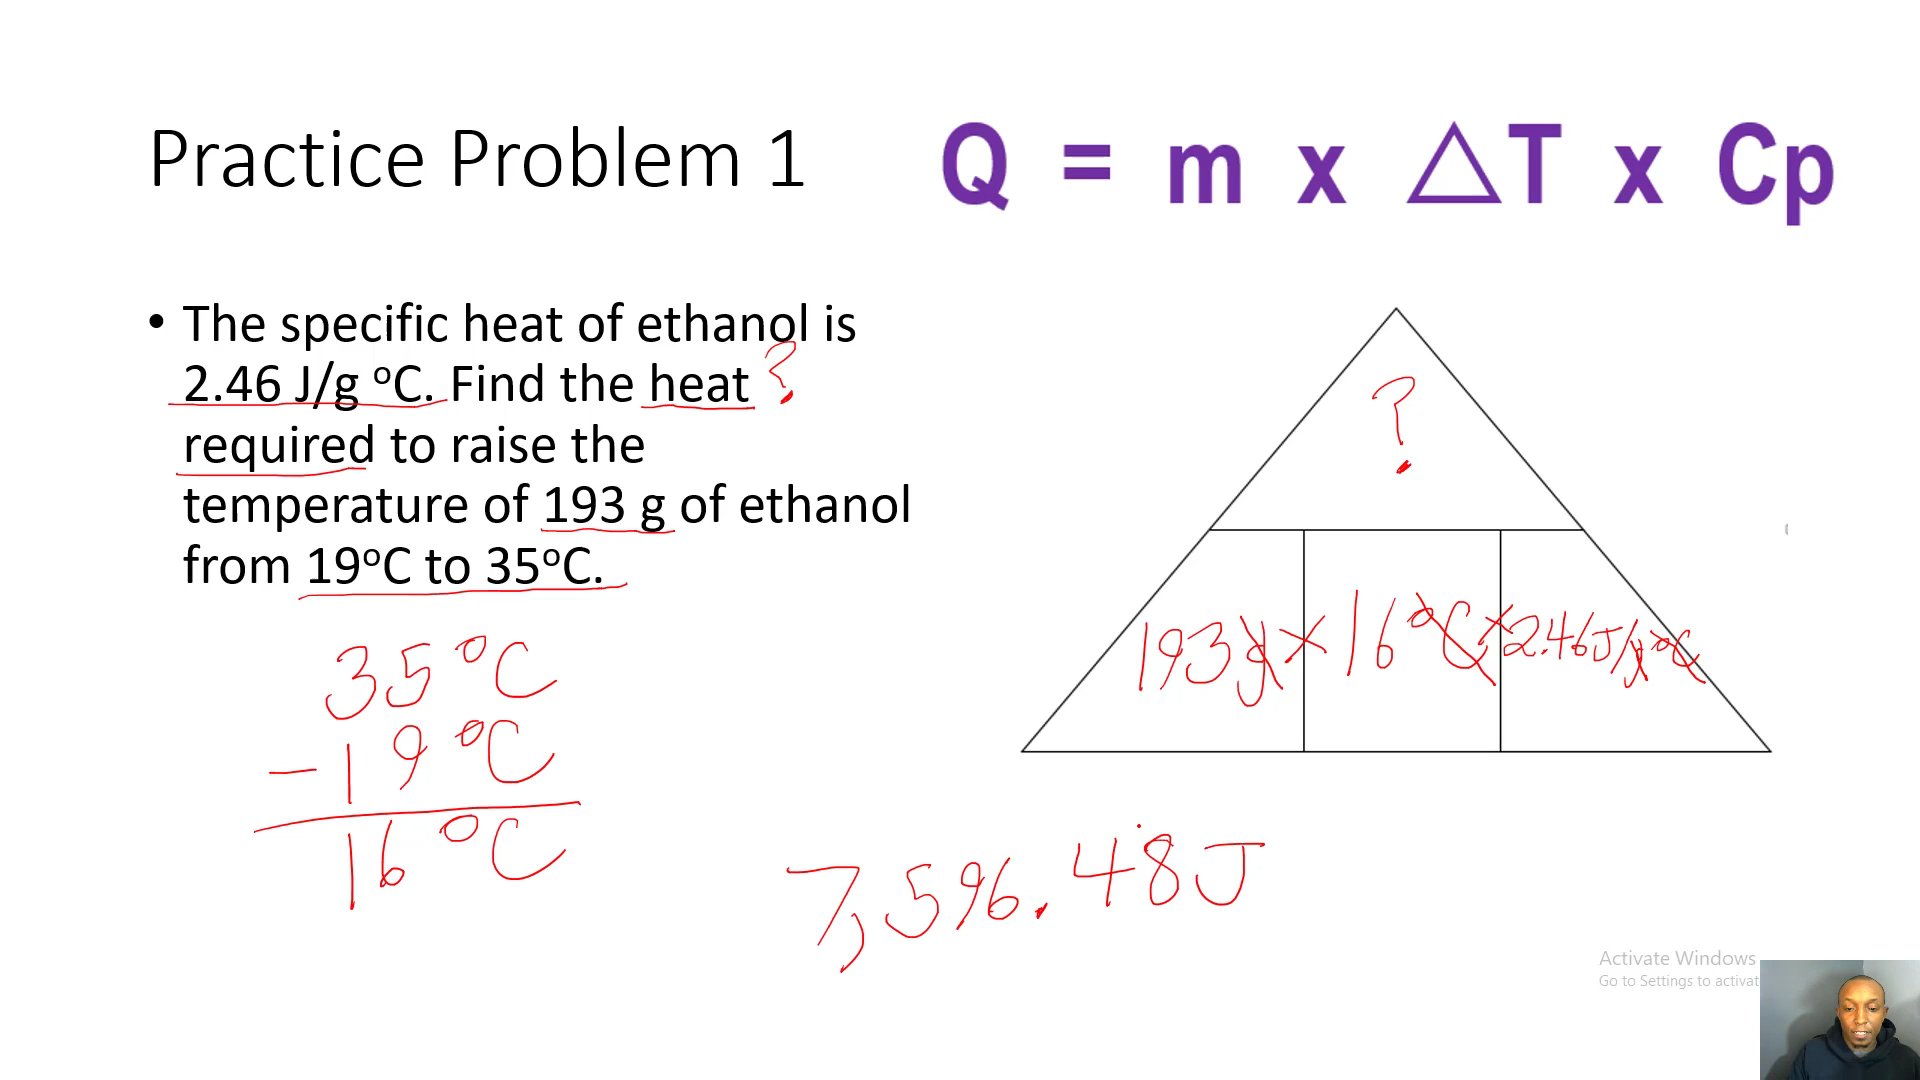 Practice Problem 1
Q = m x △T x Cp
• The specific heat of ethanol is
2.46 J/g °C. Find the heat ?
required to raise the
temperature of 193 g of ethanol
from 19°C to 35°C.
?
193g x 16°C x 2.46J/g°C
35°C
-19°C
16°C
7,596.48J
Activate Windows
Go to Settings to activat